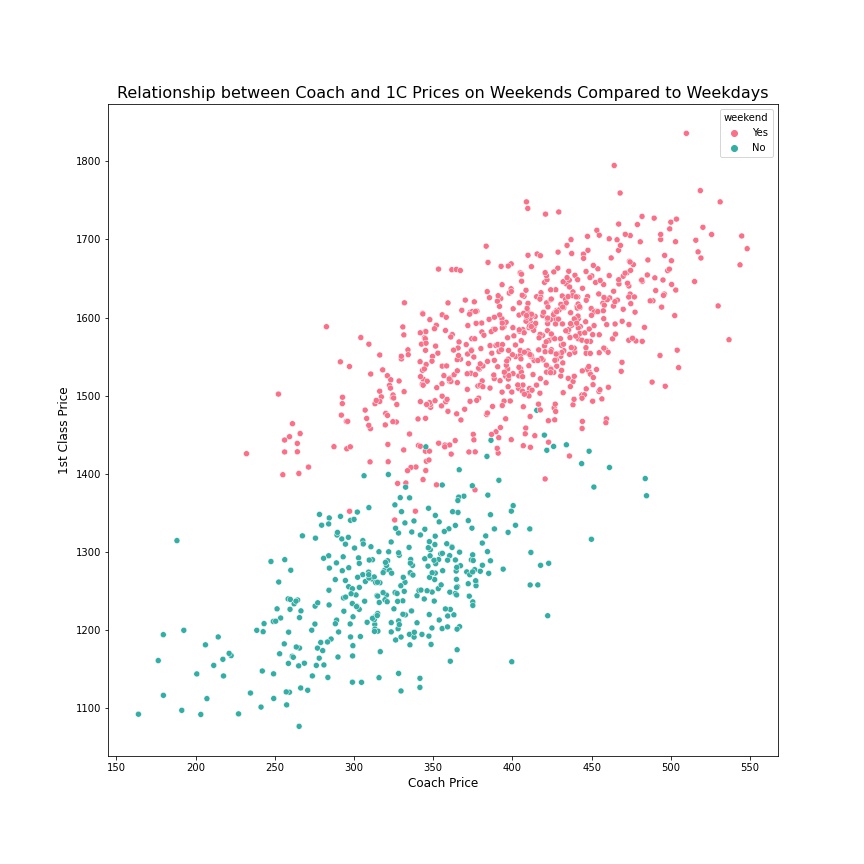 Relationship between Coach and 1C Prices on Weekends Compared to Weekdays
weekend
Yes
No
1800
1700
1600
1500
1400
1300
1200
1100
1st Class Price
150 200 250 300 350 400 450 500 550
Coach Price